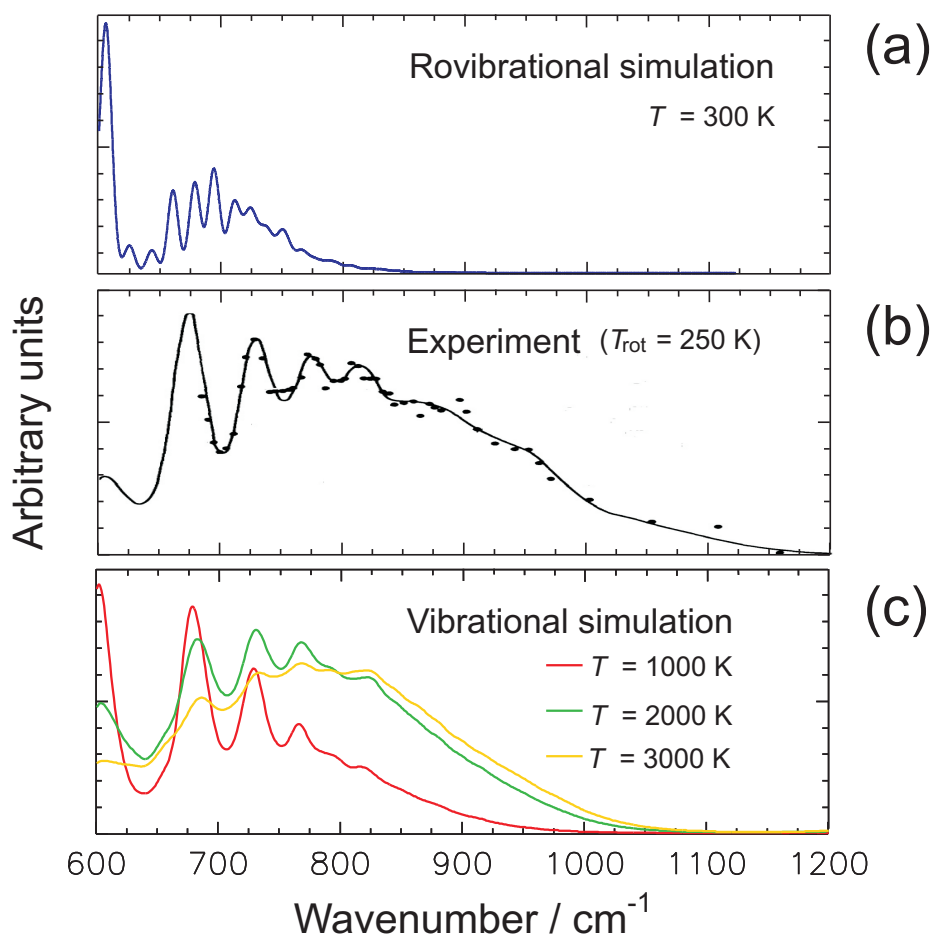 (a)
Rovibrational simulation
T = 300 K
(b)
Experiment (Trot = 250 K)
(c)
Vibrational simulation
T = 1000 K
T = 2000 K
T = 3000 K
Arbitrary units
600 700 800 900 1000 1100 1200
Wavenumber / cm-1